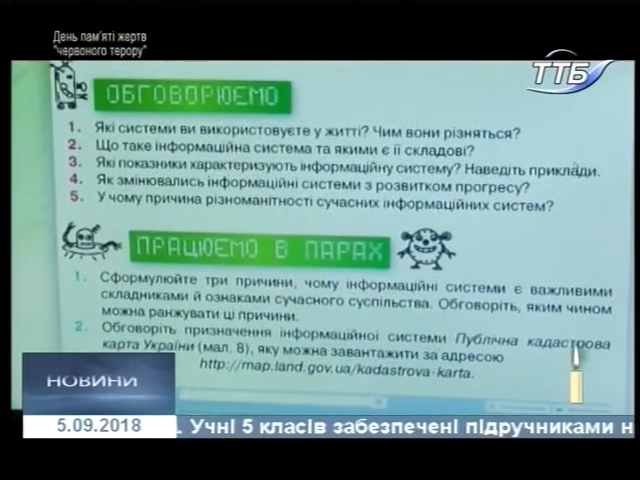 День пам'яті жертв
"червоного терору"
ТТБ
ОБГОВОРЮЄМО
1. Які системи ви використовуєте у житті? Чим вони різняться?
2. Що таке інформаційна система та якими є її складові?
3. Які показники характеризують інформаційну систему? Наведіть приклади.
4. Як змінювались інформаційні системи з розвитком прогресу?
5. У чому причина різноманітності сучасних інформаційних систем?
ПРАЦЮЄМО В ПАРАХ
1. Сформулюйте три причини, чому інформаційні системи є важливими
складниками й ознаками сучасного суспільства. Обговоріть, яким чином
можна ранжувати ці причини.
2. Обговоріть призначення інформаційної системи Публічна кадастрова
карта України (мал. 8), яку можна завантажити за адресою
http://map.land.gov.ua/kadastrova-karta.
НОВИНИ
5.09.2018 . Учні 5 класів забезпечені підручниками н